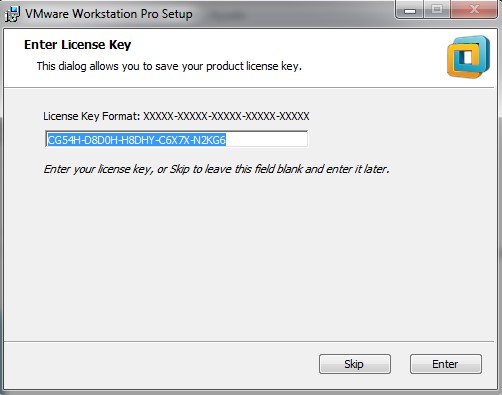 VMware Workstation Pro Setup
Enter License Key
This dialog allows you to save your product license key.
License Key Format: XXXXX-XXXXX-XXXXX-XXXXX-XXXXX
CG54H-D8D0H-H8DHY-C6X7X-N2KG6
Enter your license key, or Skip to leave this field blank and enter it later.
Skip
Enter